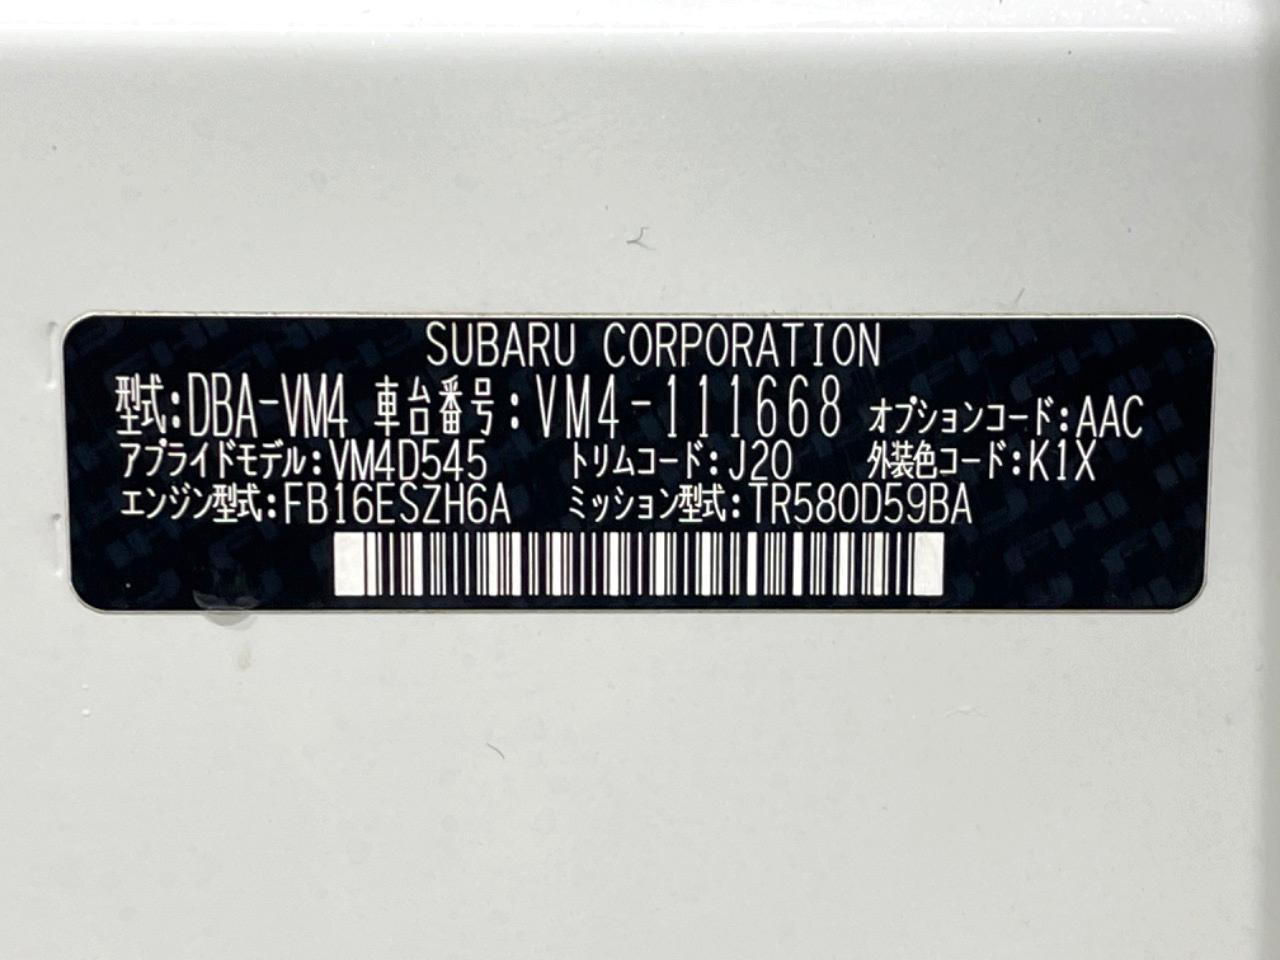 SUBARU CORPORATION
型式:DBA-VM4 車台番号:VM4-111668 オプションコード:AAC
アプライドモデル:VM4D545 トリムコード:J20 外装色コード:K1X
エンジン型式:FB16ESZH6A ミッション型式:TR580D59BA